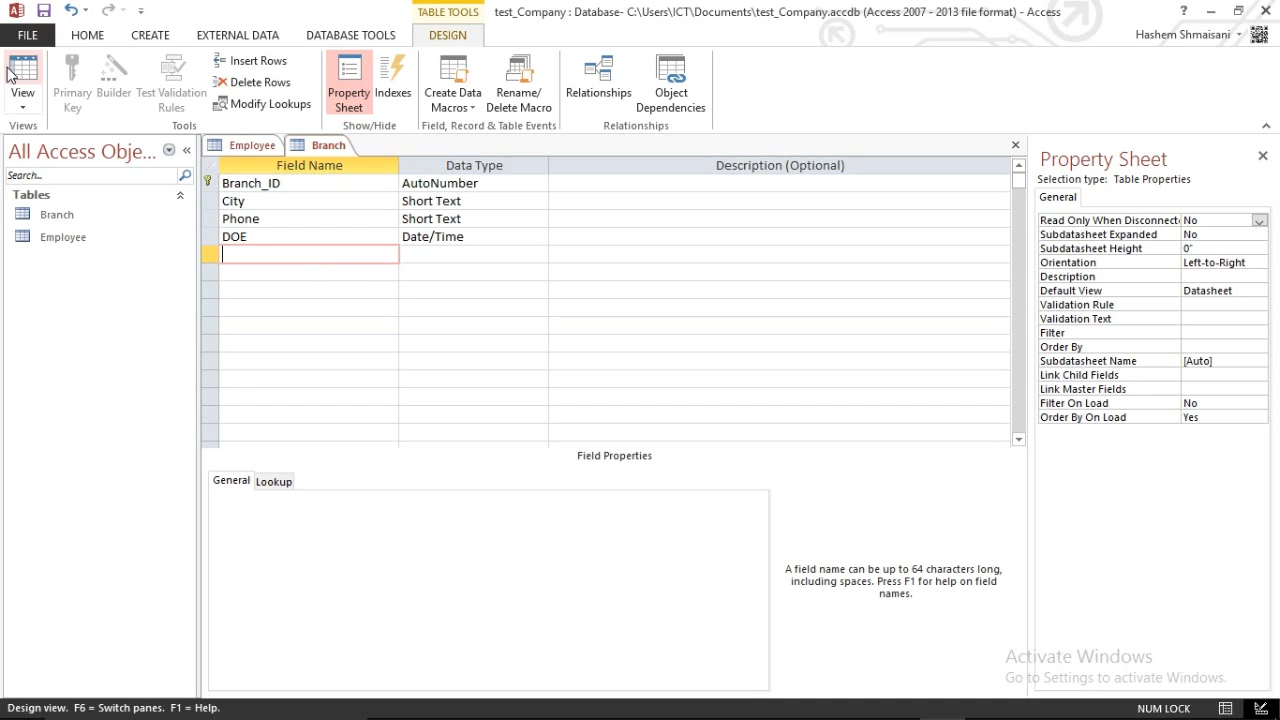 TABLE TOOLS
test_Company : Database- C:\Users\ICT\Documents\test_Company.accdb (Access 2007 - 2013 file format) - Access
FILE HOME CREATE EXTERNAL DATA DATABASE TOOLS DESIGN
Hashem Shmaisani
View
Primary Key
Builder
Test Validation Rules
Insert Rows
Delete Rows
Modify Lookups
Property Sheet
Indexes
Create Data Macros
Rename/ Delete Macro
Relationships
Object Dependencies
Views Tools Show/Hide Field, Record & Table Events Relationships
All Access Obje...
Search...
Tables
Branch
Employee
Employee Branch
Field Name Data Type Description (Optional)
Branch_ID AutoNumber
City Short Text
Phone Short Text
DOE Date/Time
Field Properties
General Lookup
A field name can be up to 64 characters long,
including spaces. Press F1 for help on field
names.
Property Sheet
Selection type: Table Properties
General
Read Only When Disconnect No
Subdatasheet Expanded No
Subdatasheet Height 0"
Orientation Left-to-Right
Description
Default View Datasheet
Validation Rule
Validation Text
Filter
Order By
Subdatasheet Name [Auto]
Link Child Fields
Link Master Fields
Filter On Load No
Order By On Load Yes
Activate Windows
Go to Settings to activate Windows.
Design view. F6 = Switch panes. F1 = Help.
NUM LOCK